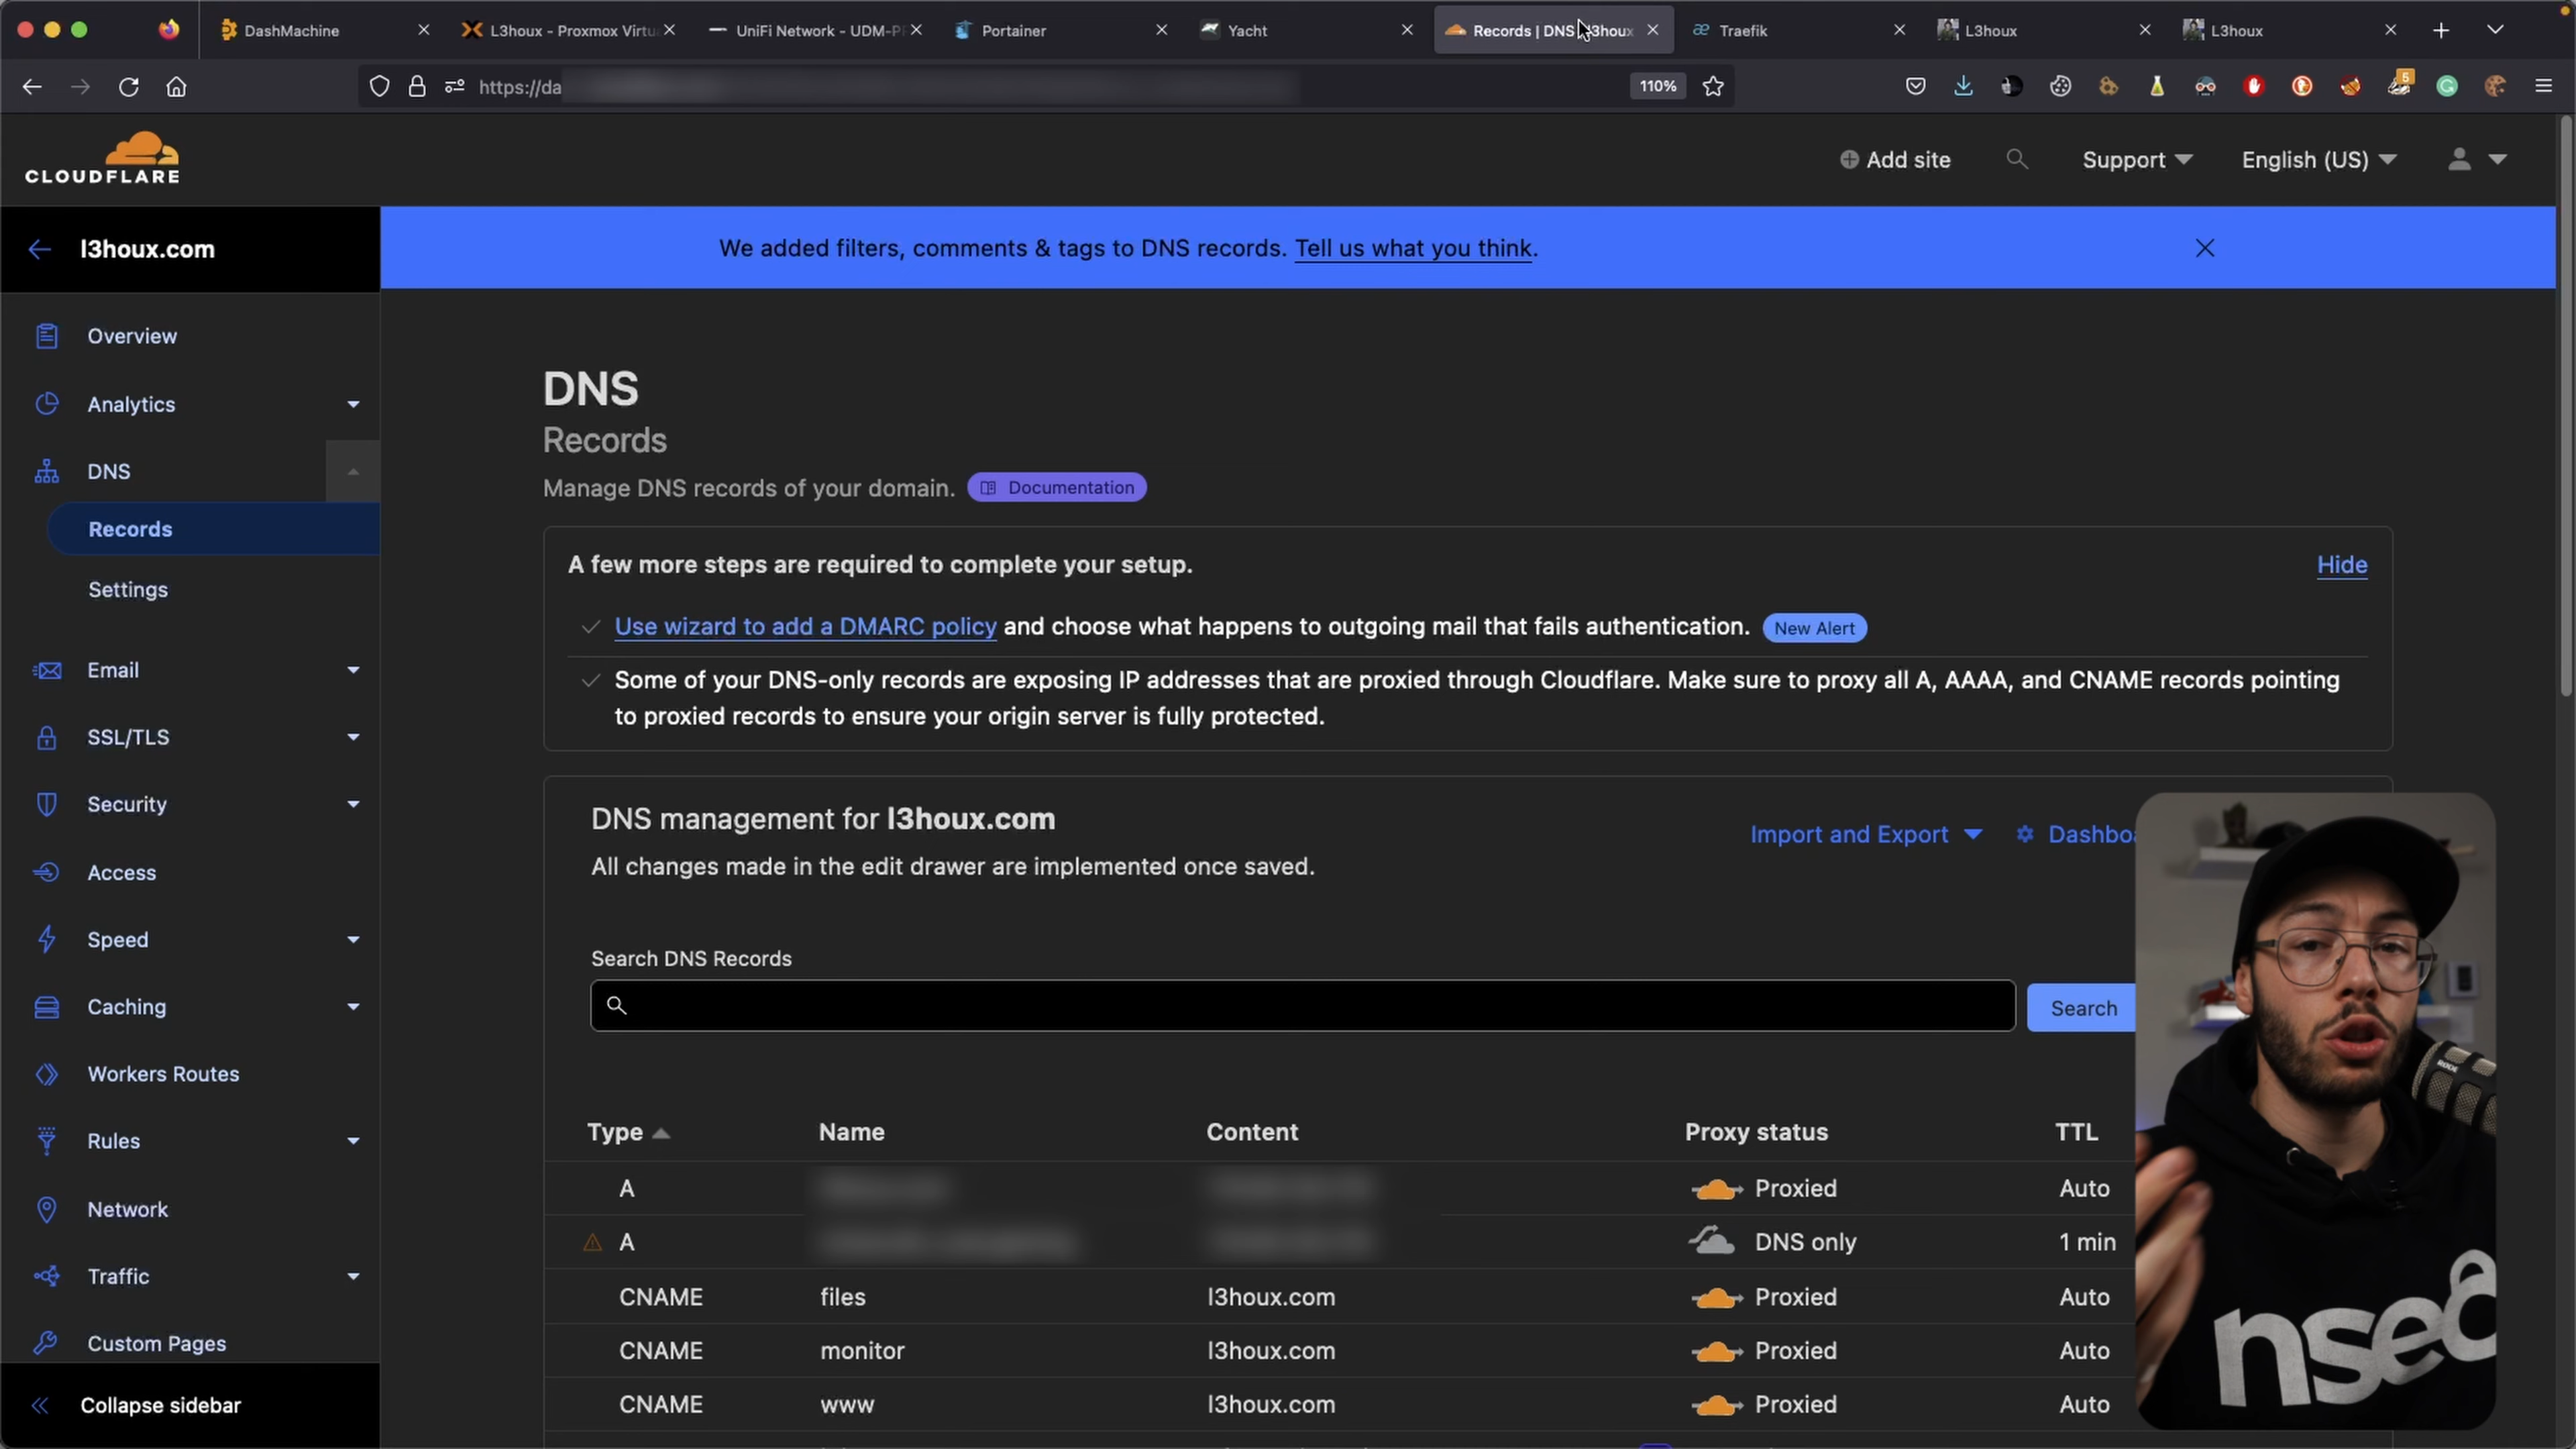 DashMachine
L3houx - Proxmox Virtu
UniFi Network - UDM-P
Portainer
Yacht
Records | DNS
3houx
Traefik
L3houx
L3houx
https://da
110%
5
CLOUDFLARE
Add site
Support
English (US)
l3houx.com
We added filters, comments & tags to DNS records. Tell us what you think.
Overview
Analytics
DNS
Records
Settings
Email
SSL/TLS
Security
Access
Speed
Caching
Workers Routes
Rules
Network
Traffic
Custom Pages
Collapse sidebar
DNS
Records
Manage DNS records of your domain.
Documentation
A few more steps are required to complete your setup.
Hide
Use wizard to add a DMARC policy and choose what happens to outgoing mail that fails authentication.
New Alert
Some of your DNS-only records are exposing IP addresses that are proxied through Cloudflare. Make sure to proxy all A, AAAA, and CNAME records pointing
to proxied records to ensure your origin server is fully protected.
DNS management for l3houx.com
Import and Export
Dashboa
All changes made in the edit drawer are implemented once saved.
Search DNS Records
Search
Type Name Content Proxy status TTL
A Proxied Auto
A DNS only 1 min
CNAME files l3houx.com Proxied Auto
CNAME monitor l3houx.com Proxied Auto
CNAME www l3houx.com Proxied Auto
RØDE
nsec